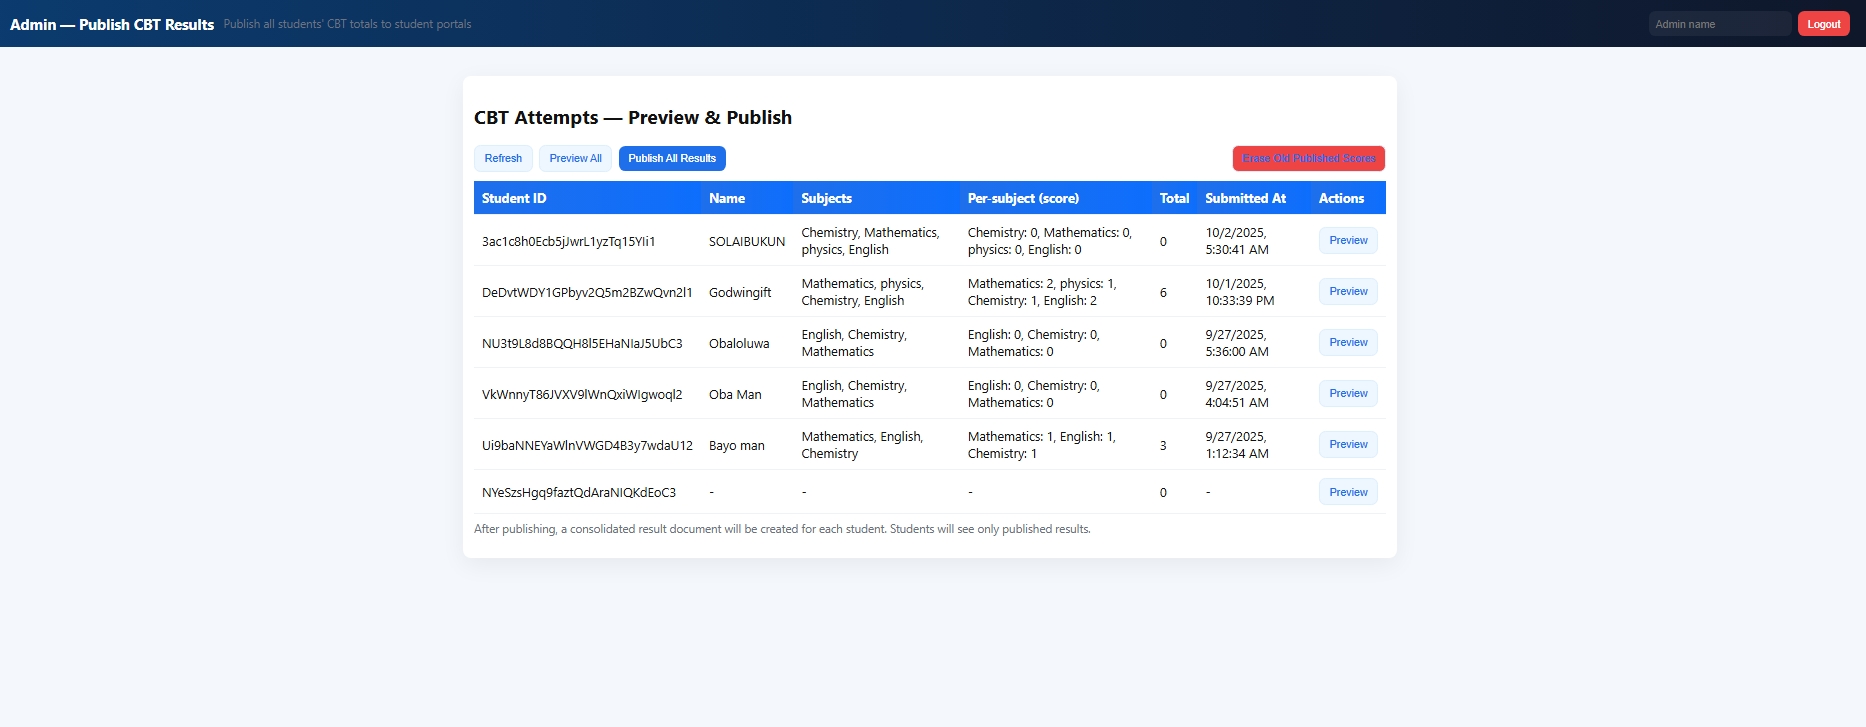 Admin — Publish CBT Results Publish all students' CBT totals to student portals Admin name Logout
CBT Attempts — Preview & Publish
Refresh Preview All Publish All Results Erase Old Published Scores
Student ID Name Subjects Per-subject (score) Total Submitted At Actions
3ac1c8h0Ecb5jJwrL1yzTq15YIi1 SOLAIBUKUN Chemistry, Mathematics, Chemistry: 0, Mathematics: 0, 0 10/2/2025, Preview
physics, English physics: 0, English: 0 5:30:41 AM
DeDvtWDY1GPbyv2Q5m2BZwQvn2l1 Godwingift Mathematics, physics, Mathematics: 2, physics: 1, 6 10/1/2025, Preview
Chemistry, English Chemistry: 1, English: 2 10:33:39 PM
NU3t9L8d8BQQH8l5EHaNIaJ5UbC3 Obaloluwa English, Chemistry, English: 0, Chemistry: 0, 0 9/27/2025, Preview
Mathematics Mathematics: 0 5:36:00 AM
VkWnnyT86JVXV9lWnQxiWIgwoql2 Oba Man English, Chemistry, English: 0, Chemistry: 0, 0 9/27/2025, Preview
Mathematics Mathematics: 0 4:04:51 AM
Ui9baNNEYaWlnVWGD4B3y7wdaU12 Bayo man Mathematics, English, Mathematics: 1, English: 1, 3 9/27/2025, Preview
Chemistry Chemistry: 1 1:12:34 AM
NYeSzsHgq9faztQdAraNIQKdEoC3 - - - 0 - Preview
After publishing, a consolidated result document will be created for each student. Students will see only published results.